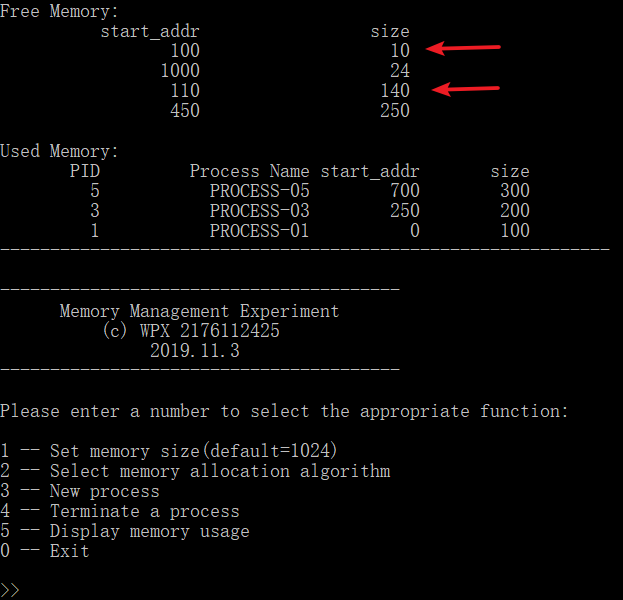 Free Memory:
start_addr size
100 10
1000 24
110 140
450 250
Used Memory:
PID Process Name start_addr size
5 PROCESS-05 700 300
3 PROCESS-03 250 200
1 PROCESS-01 0 100
-------------------------------------------------------------
----------------------------------------
Memory Management Experiment
(c) WPX 2176112425
2019.11.3
----------------------------------------
Please enter a number to select the appropriate function:
1 -- Set memory size(default=1024)
2 -- Select memory allocation algorithm
3 -- New process
4 -- Terminate a process
5 -- Display memory usage
0 -- Exit
>>